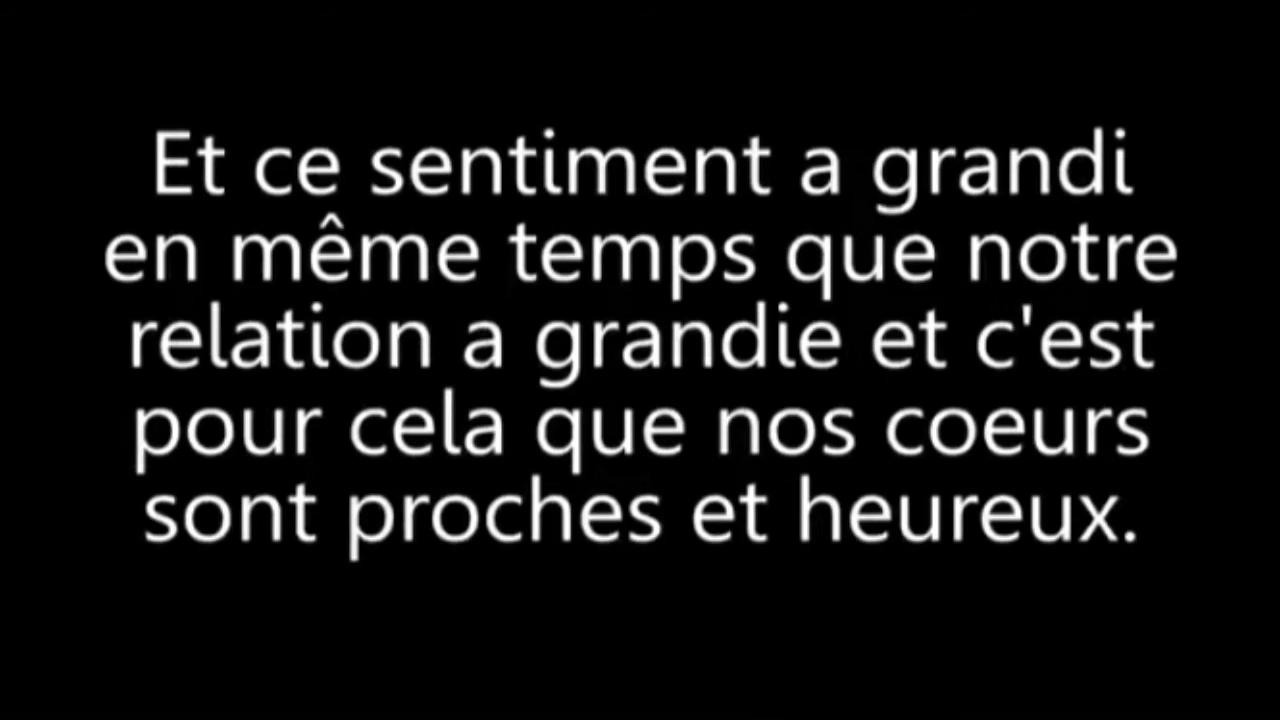 Et ce sentiment a grandi
en même temps que notre
relation a grandie et c'est
pour cela que nos coeurs
sont proches et heureux.